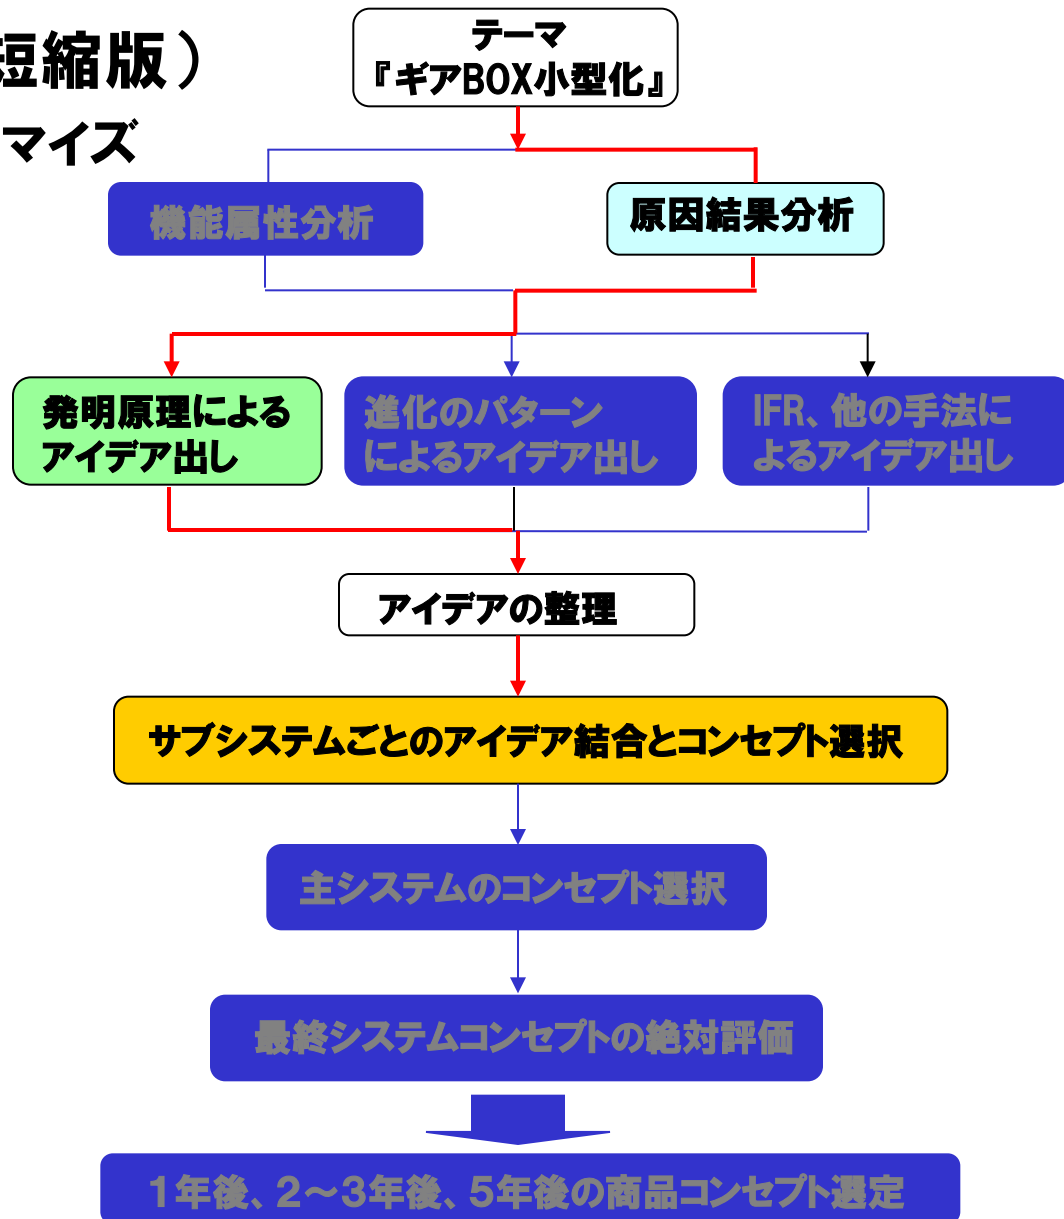 短縮版）
マイズ
テーマ
『ギアBOX小型化』
機能属性分析
原因結果分析
発明原理による
アイデア出し
進化のパターン
によるアイデア出し
IFR、他の手法に
よるアイデア出し
アイデアの整理
サブシステムごとのアイデア結合とコンセプト選択
主システムのコンセプト選択
最終システムコンセプトの絶対評価
１年後、２～３年後、５年後の商品コンセプト選定